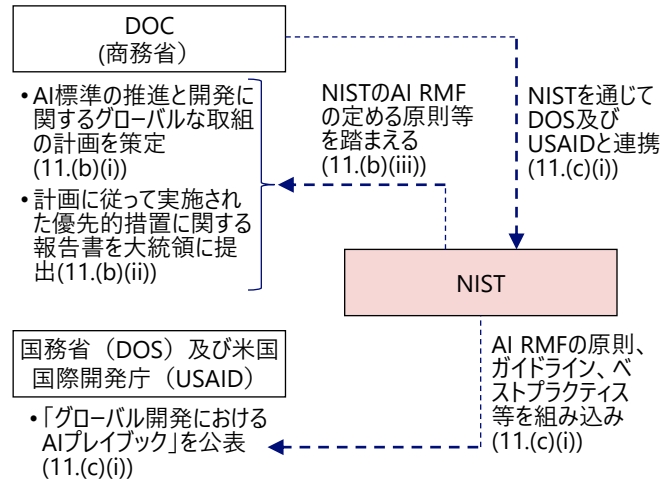 DOC
(商務省)
• AI標準の推進と開発に
関するグローバルな取組
の計画を策定
(11.(b)(i))
• 計画に従って実施され
た優先的措置に関する
報告書を大統領に提
出(11.(b)(ii))
NISTのAI RMF
の定める原則等
を踏まえる
(11.(b)(iii))
NISTを通じて
DOS及び
USAIDと連携
(11.(c)(i))
NIST
国務省（DOS）及び米国
国際開発庁（USAID）
• 「グローバル開発における
AIプレイブック」を公表
(11.(c)(i))
AI RMFの原則、
ガイドライン、ベ
ストプラクティス
等を組み込み
(11.(c)(i))